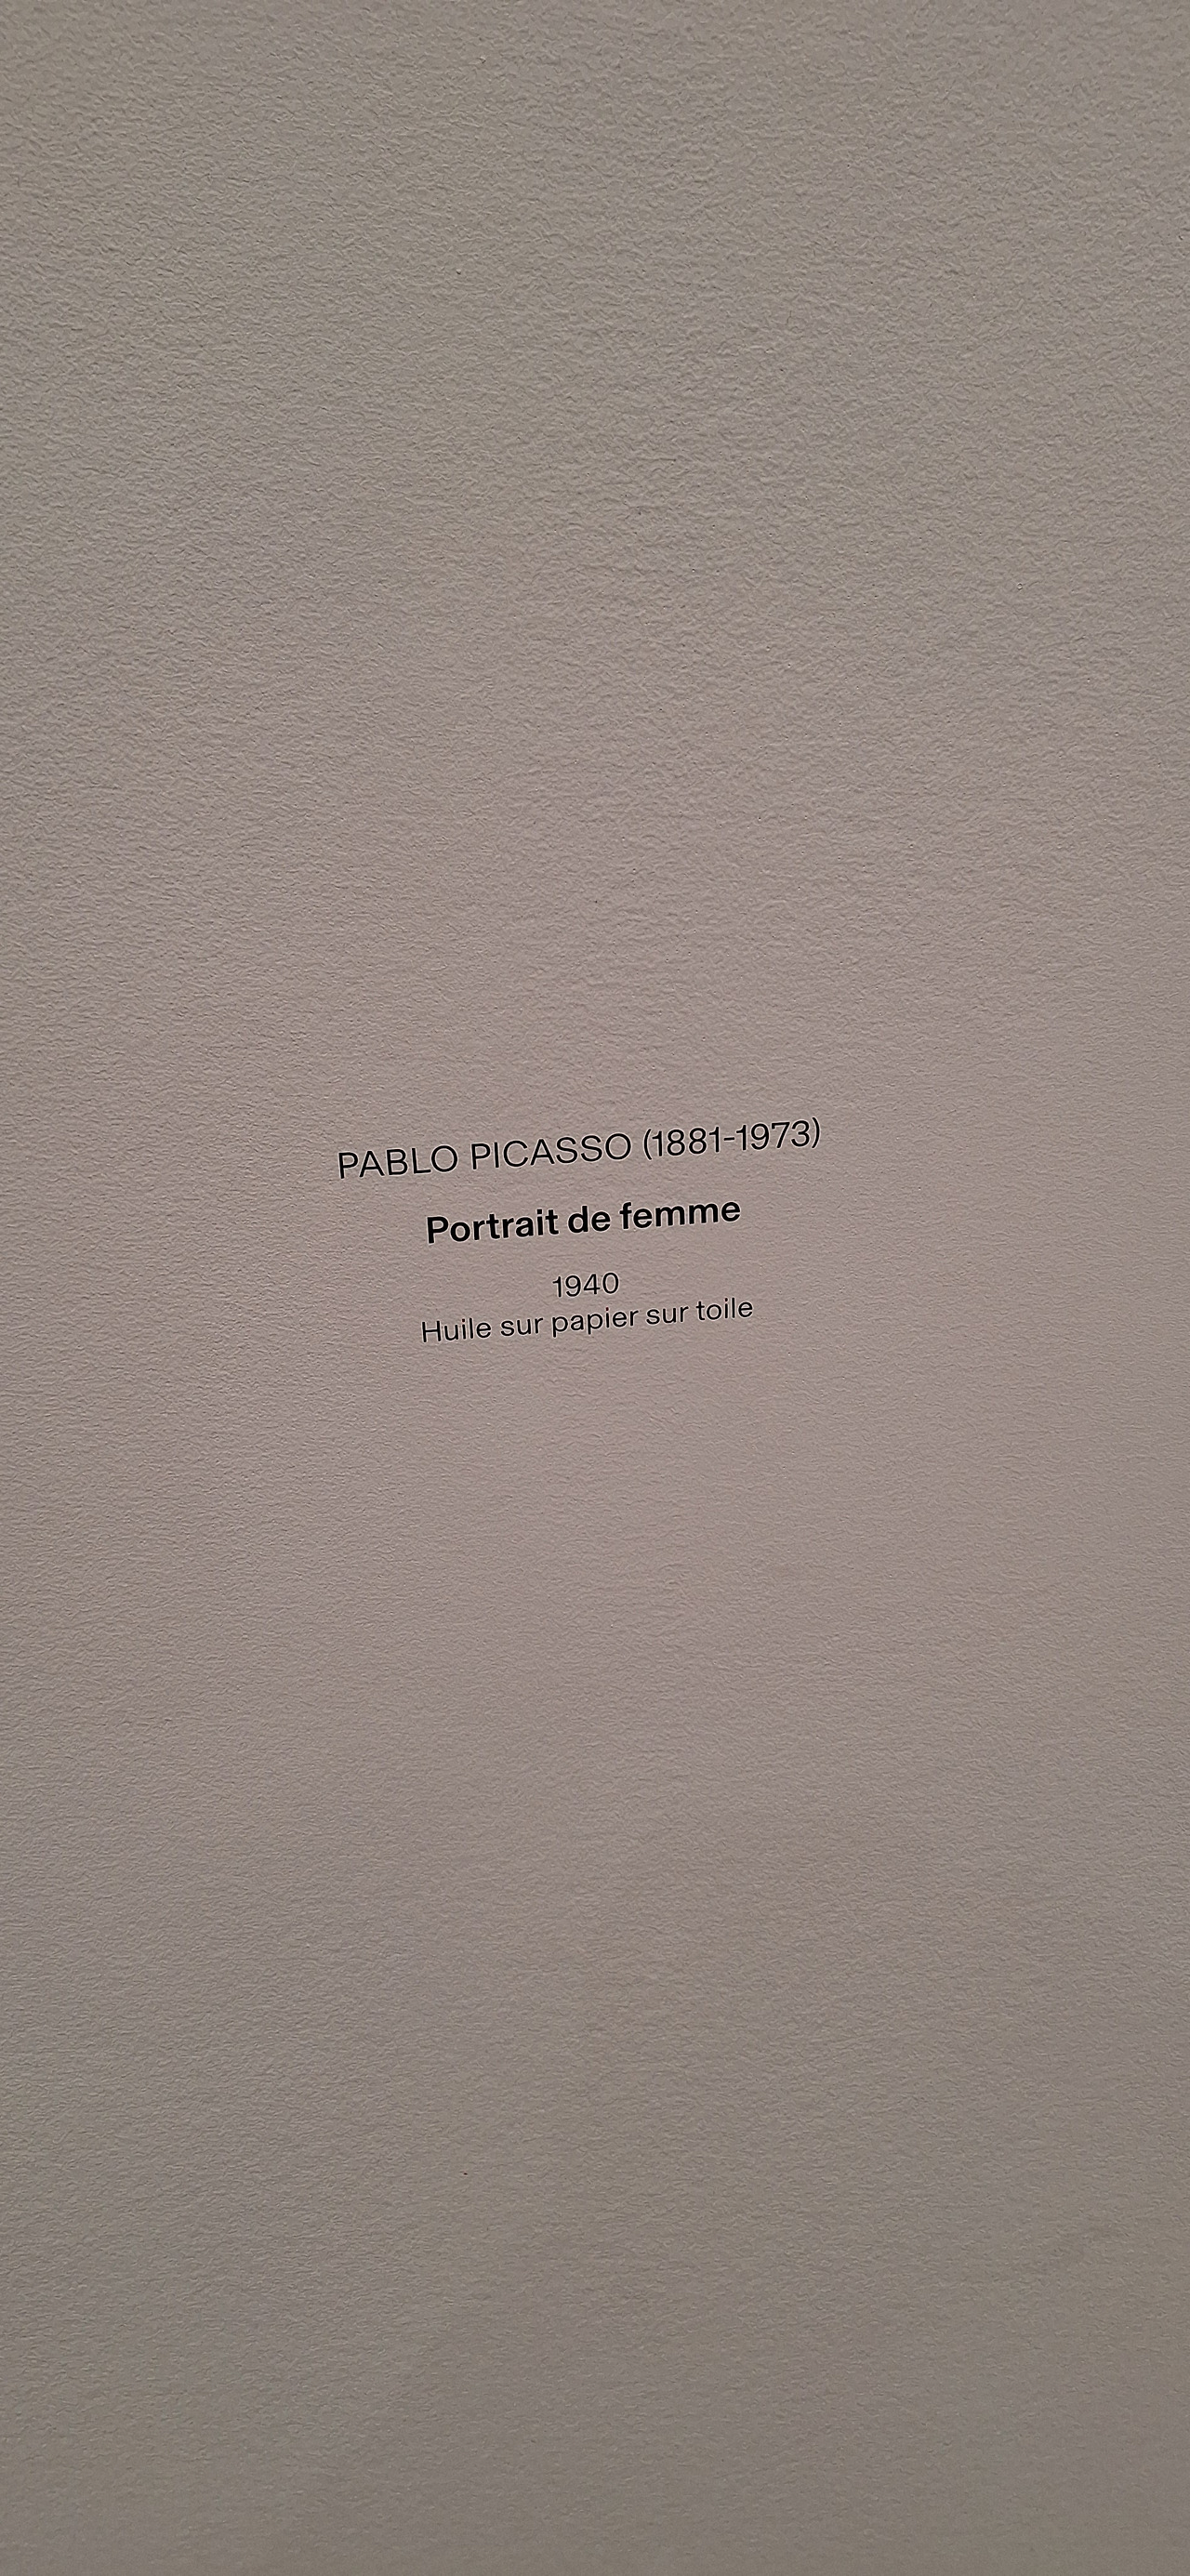 PABLO PICASSO (1881-1973)
Portrait de femme
1940
Huile sur papier sur toile